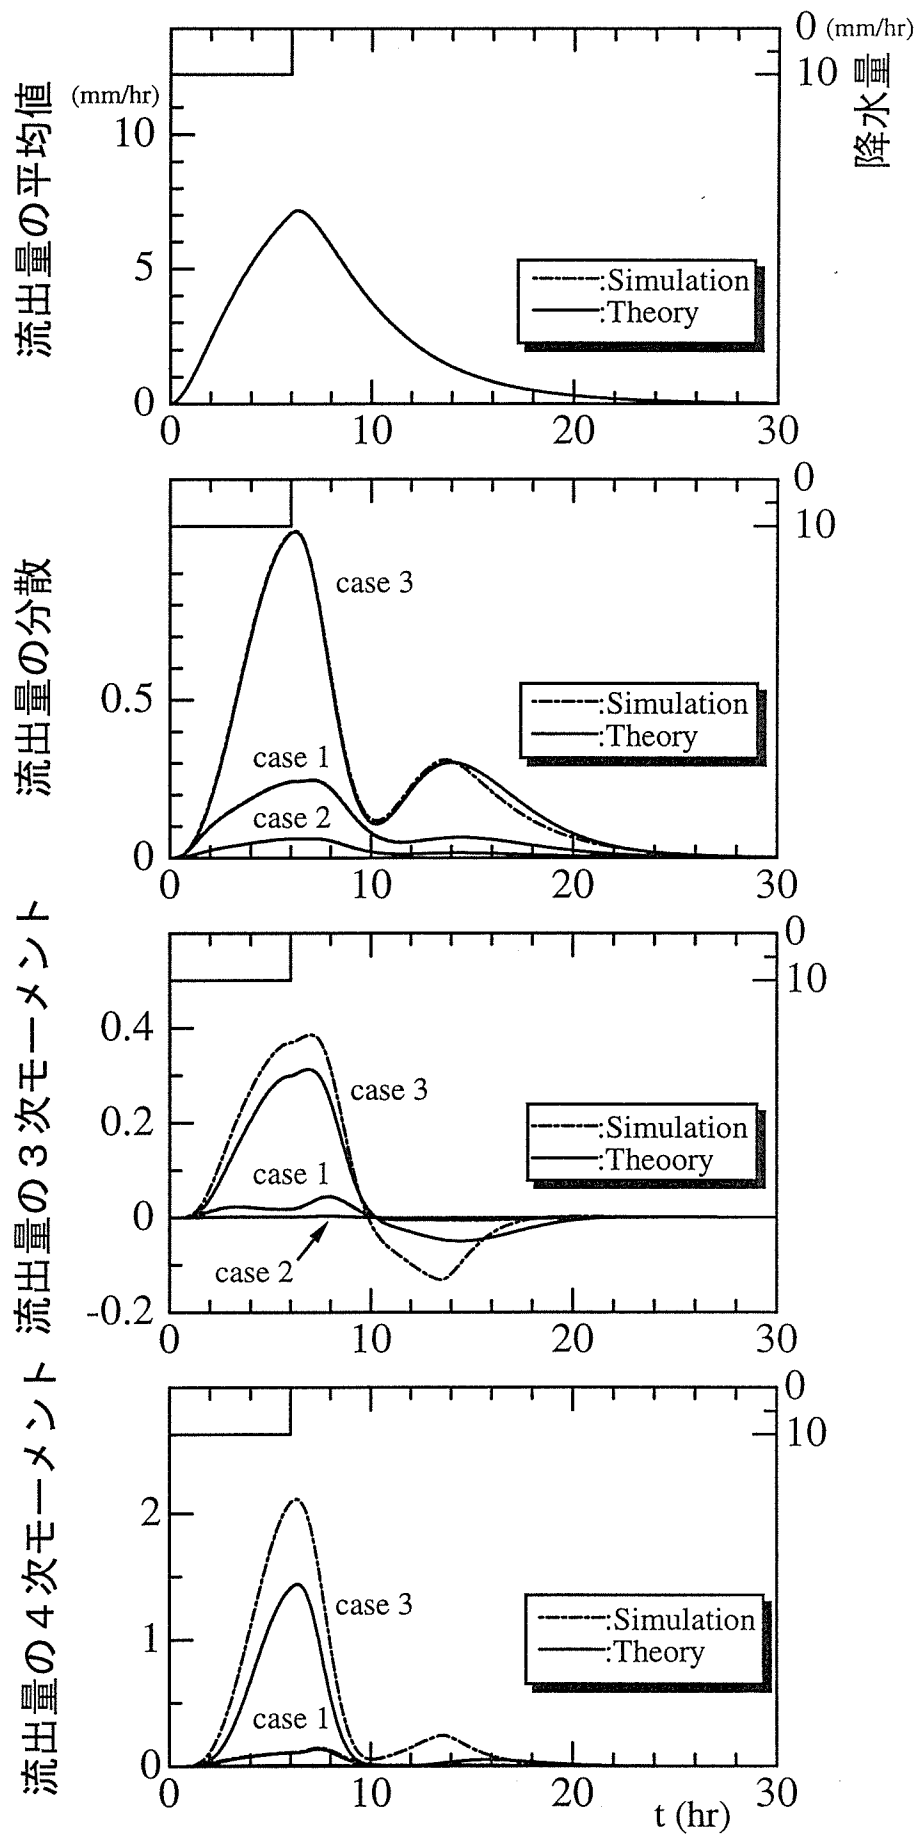 0 (mm/hr)
10
降水量
(mm/hr)
流出量の平均値
10
5
0
:Simulation
:Theory
0 10 20 30
0
10
流出量の分散
case 3
0.5
:Simulation
:Theory
case 1
case 2
0
0 10 20 30
0
10
流出量の3次モーメント
0.4
case 3
0.2
:Simulation
:Theoory
case 1
0
case 2
-0.2
0 10 20 30
0
10
流出量の4次モーメント
2
case 3
:Simulation
:Theory
1
case 1
0
0 10 20 30
t (hr)